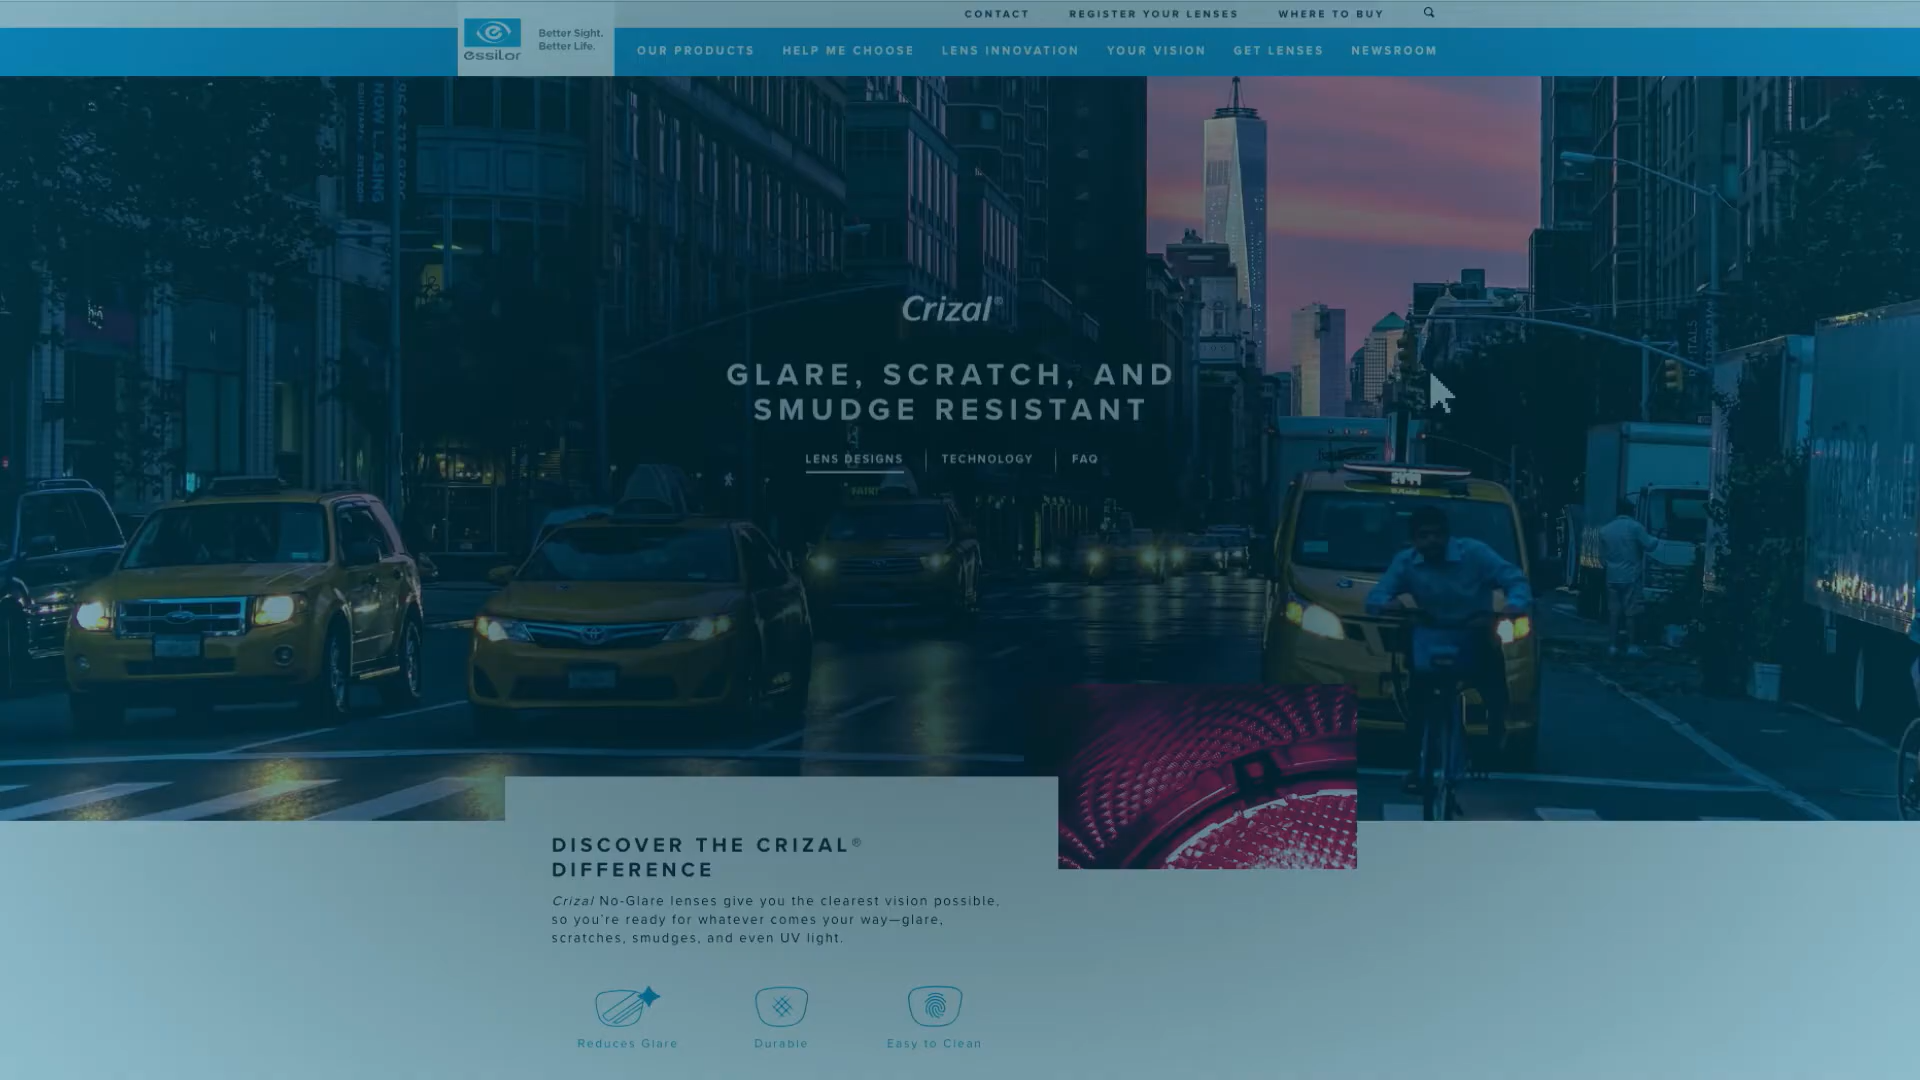 CONTACT
REGISTER YOUR LENSES
WHERE TO BUY
essilor
Better Sight.
Better Life.
OUR PRODUCTS
HELP ME CHOOSE
LENS INNOVATION
YOUR VISION
GET LENSES
NEWSROOM
Crizal®
GLARE, SCRATCH, AND
SMUDGE RESISTANT
LENS DESIGNS
TECHNOLOGY
FAQ
DISCOVER THE CRIZAL®
DIFFERENCE
Crizal No-Glare lenses give you the clearest vision possible,
so you're ready for whatever comes your way—glare,
scratches, smudges, and even UV light.
Reduces Glare
Durable
Easy to Clean